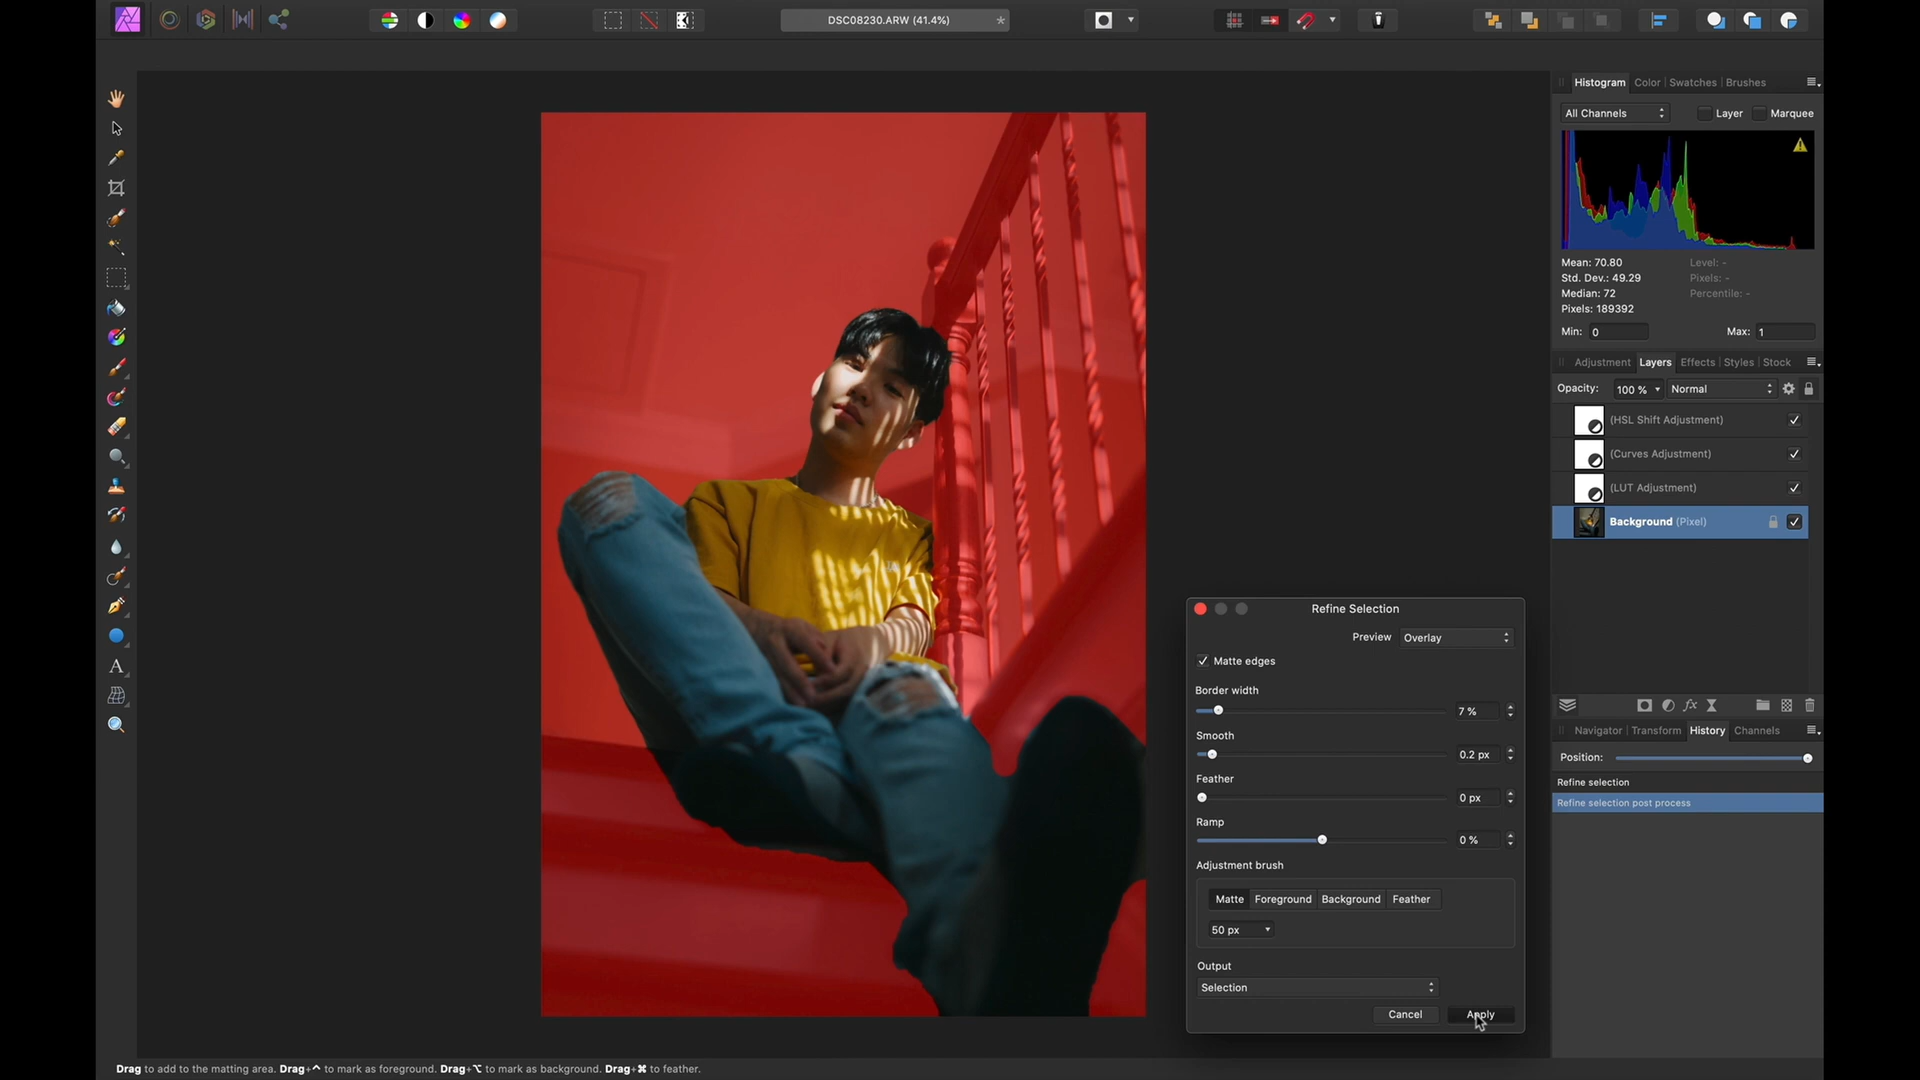 DSC08230.ARW (41.4%)
Histogram Color Swatches Brushes
All Channels Layer Marquee
Mean: 70.80 Level: -
Std. Dev.: 49.29 Pixels: -
Median: 72 Percentile: -
Pixels: 189392
Min: 0 Max: 1
Adjustment Layers Effects Styles Stock
Opacity: 100 % Normal
(HSL Shift Adjustment)
(Curves Adjustment)
(LUT Adjustment)
Background (Pixel)
Navigator Transform History Channels
Position:
Refine selection
Refine selection post process
Refine Selection
Preview Overlay
Matte edges
Border width
7 %
Smooth
0.2 px
Feather
0 px
Ramp
0 %
Adjustment brush
Matte Foreground Background Feather
50 px
Output
Selection
Cancel Apply
Drag to add to the matting area. Drag+⌃ to mark as foreground. Drag+⌥ to mark as background. Drag+⌘ to feather.